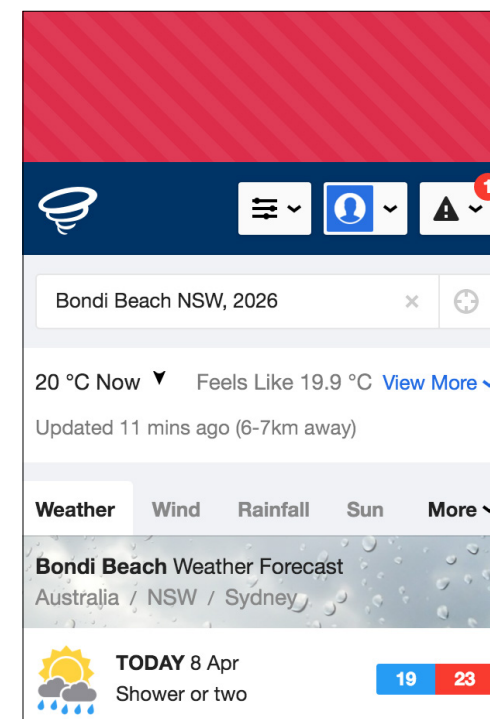 1
Bondi Beach NSW, 2026
20 °C Now Feels Like 19.9 °C View More
Updated 11 mins ago (6-7km away)
Weather Wind Rainfall Sun More
Bondi Beach Weather Forecast
Australia / NSW / Sydney
TODAY 8 Apr
Shower or two
19 23